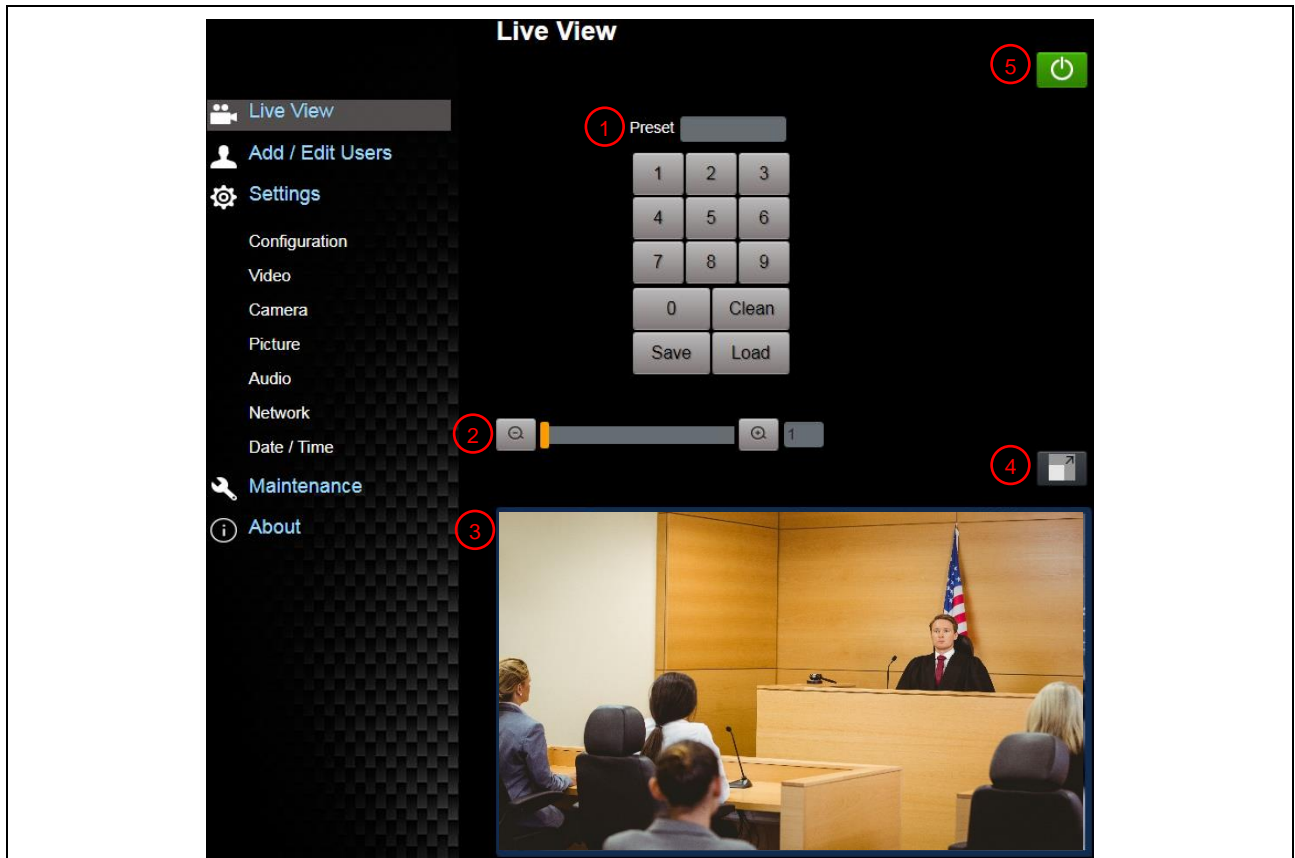 Live View
5
Live View
Add / Edit Users
Settings
Configuration
Video
Camera
Picture
Audio
Network
Date / Time
Maintenance
About
1 Preset
1 2 3
4 5 6
7 8 9
0 Clean
Save Load
2 1
4
3